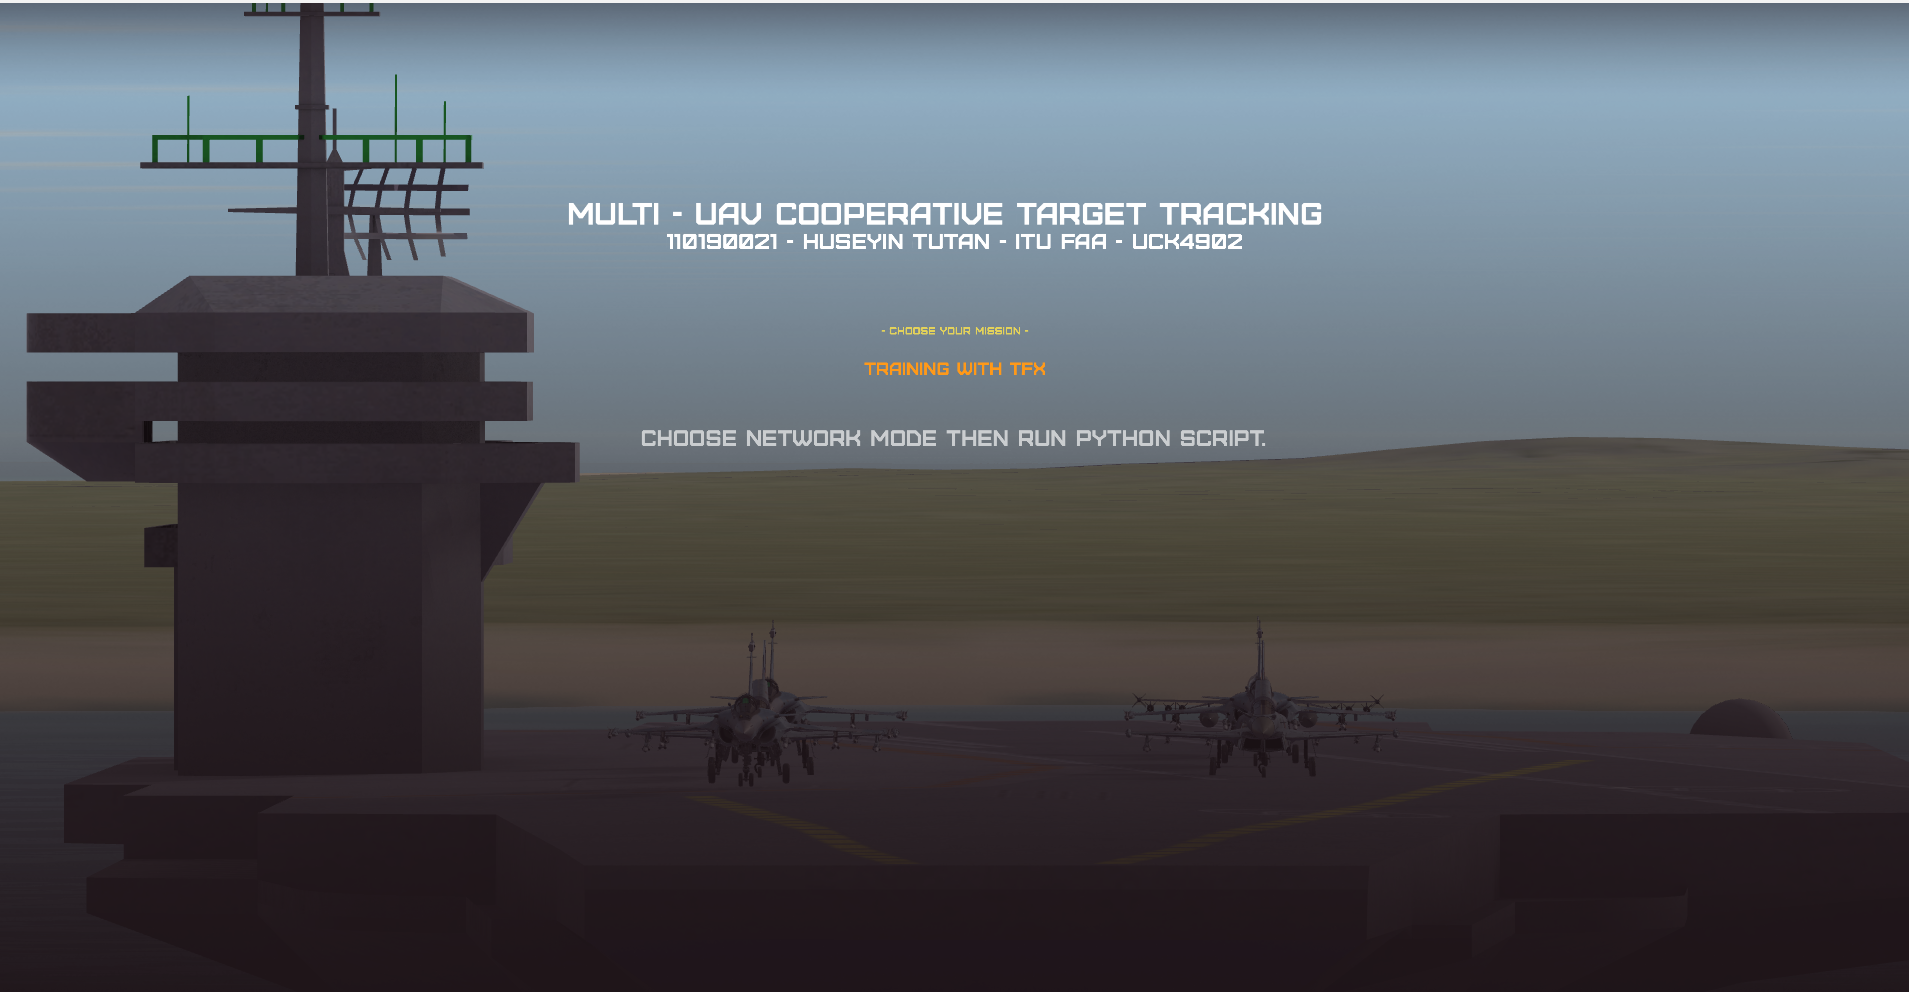 MULTI - UAV COOPERATIVE TARGET TRACKING
110190021 - HUSEYIN TUTAN - ITU FAA - UCK4902
- CHOOSE YOUR MISSION -
TRAINING WITH TFX
CHOOSE NETWORK MODE THEN RUN PYTHON SCRIPT.